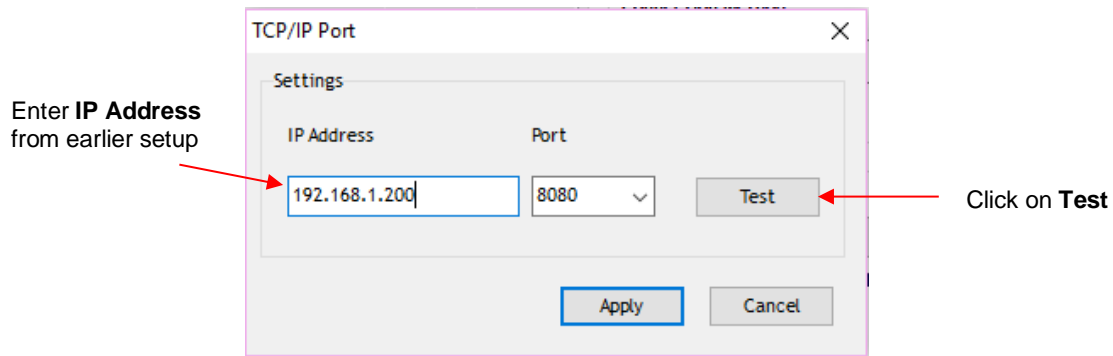 TCP/IP Port
Settings
Enter IP Address
from earlier setup
IP Address
Port
192.168.1.200
8080
Test
Click on Test
Apply
Cancel